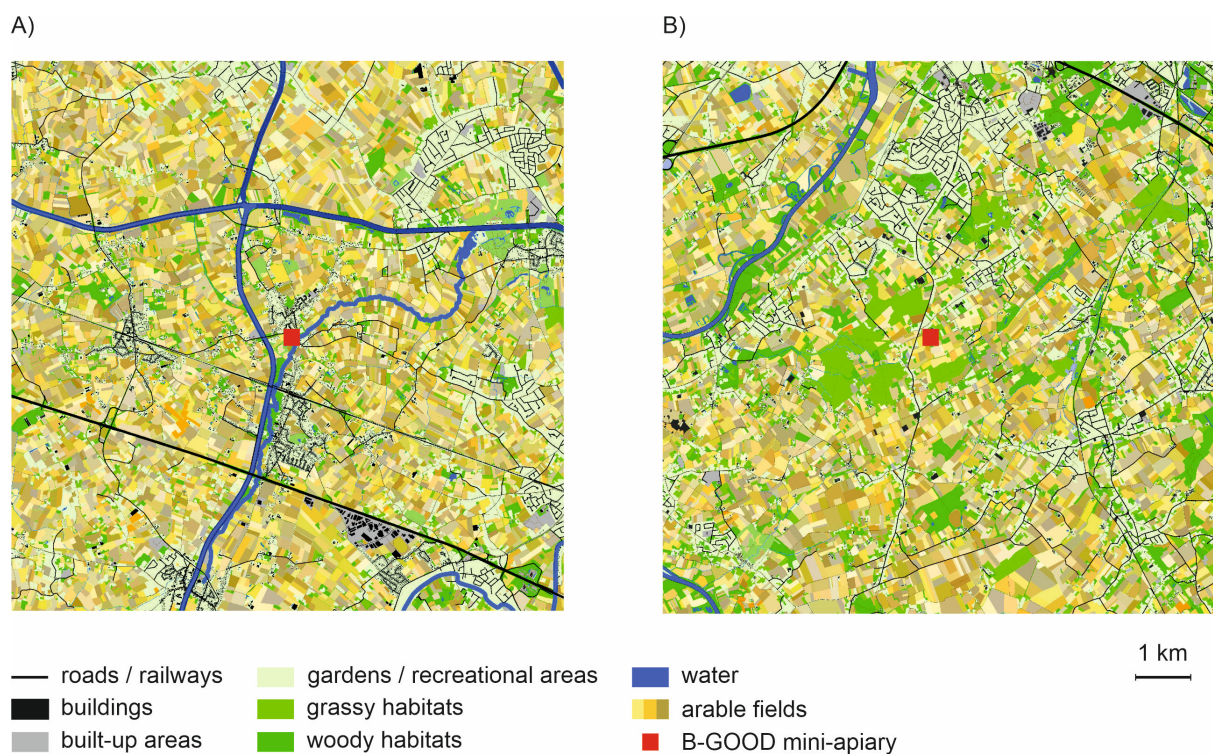 A)
B)
roads / railways
gardens / recreational areas
water
1 km
buildings
grassy habitats
arable fields
built-up areas
woody habitats
B-GOOD mini-apiary